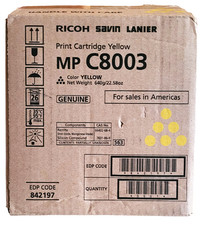 RICOH SAVIN LANIER
Print Cartridge Yellow
MP C8003
Color YELLOW
Net Weight 640g/22.58oz
GENUINE
For sales in Americas
26
EDP CODE
QUANTITY
EDP CODE
842197